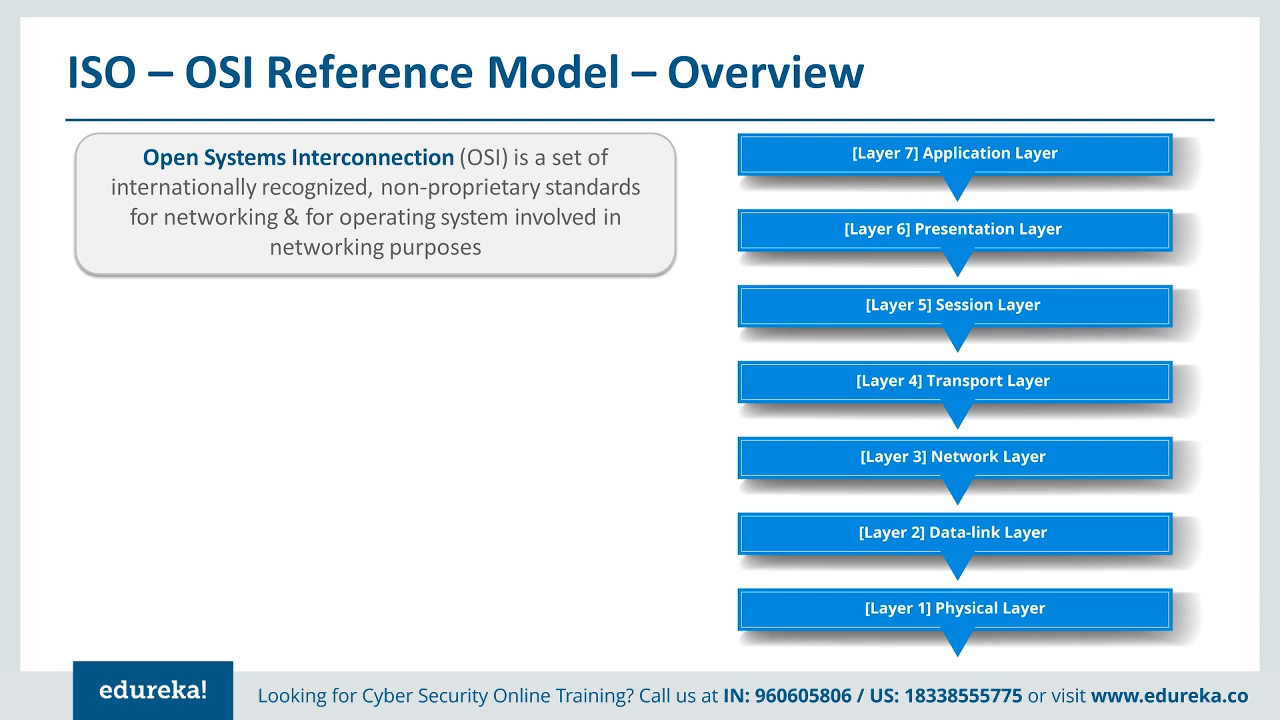 ISO – OSI Reference Model – Overview
Open Systems Interconnection (OSI) is a set of
internationally recognized, non-proprietary standards
for networking & for operating system involved in
networking purposes
[Layer 7] Application Layer
[Layer 6] Presentation Layer
[Layer 5] Session Layer
[Layer 4] Transport Layer
[Layer 3] Network Layer
[Layer 2] Data-link Layer
[Layer 1] Physical Layer
edureka!
Looking for Cyber Security Online Training? Call us at IN: 960605806 / US: 18338555775 or visit www.edureka.co